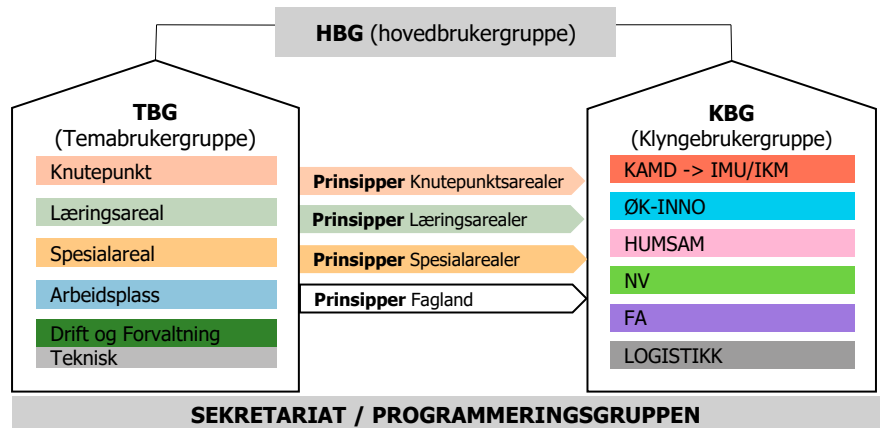 HBG (hovedbrukergruppe)
TBG
(Temabrukergruppe)
Knutepunkt
Læringsareal
Spesialareal
Arbeidsplass
Drift og Forvaltning
Teknisk
Prinsipper Knutepunktsarealer
Prinsipper Læringsarealer
Prinsipper Spesialarealer
Prinsipper Fagland
KBG
(Klyngebrukergruppe)
KAMD -> IMU/IKM
ØK-INNO
HUMSAM
NV
FA
LOGISTIKK
SEKRETARIAT / PROGRAMMERINGSGRUPPEN